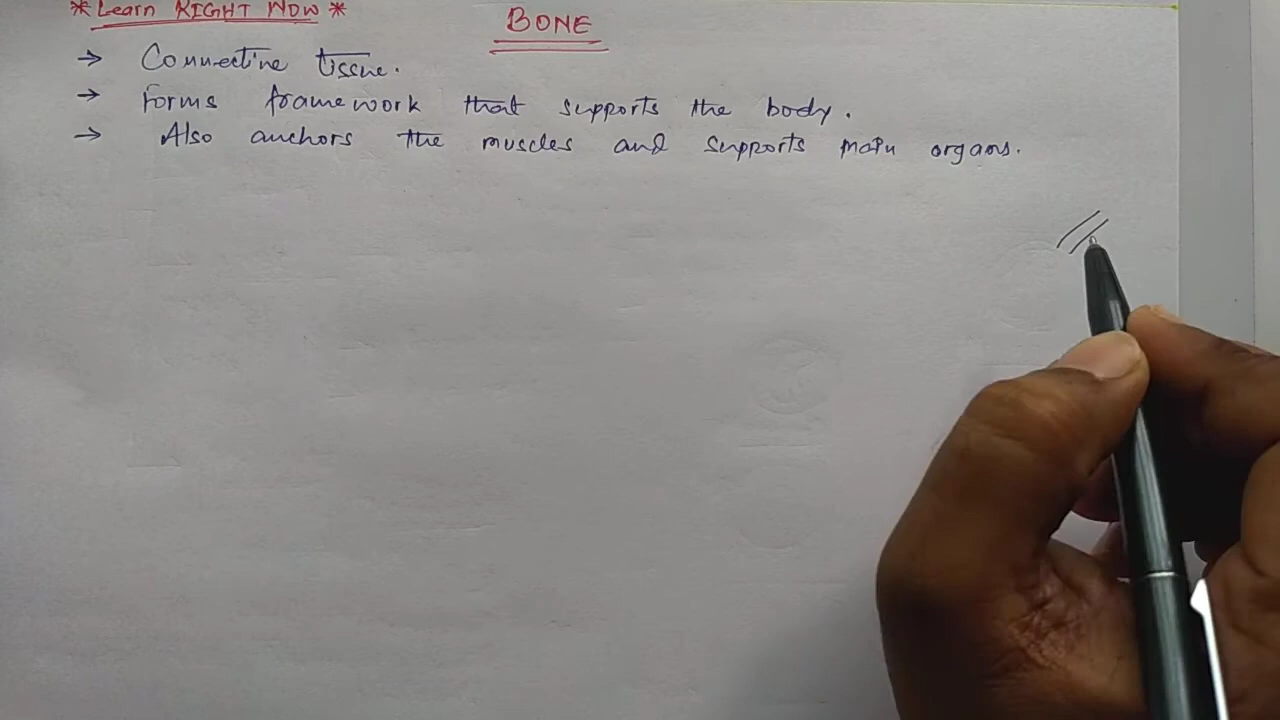 *Learn RIGHT NOW*
BONE
→ Connective tissue.
→ Forms framework that supports the body.
→ Also anchors the muscles and supports main organs.